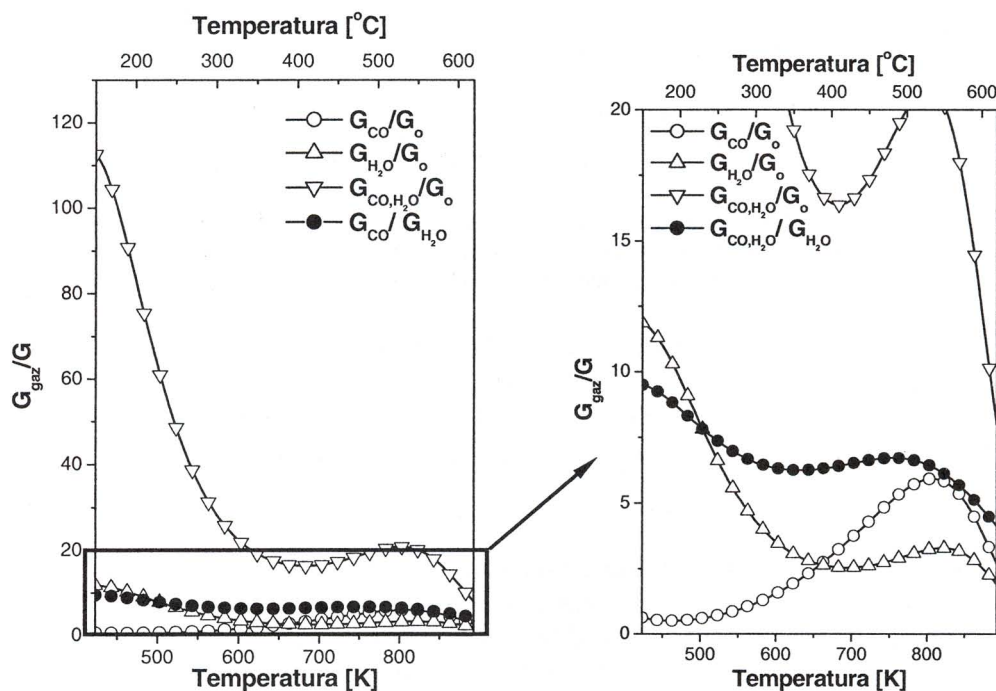 Temperatura [°C]
200 300 400 500 600
120
100
80
60
40
20
0
G_gaz/G
G_CO/G_o
G_H₂O/G_o
G_CO,H₂O/G_o
G_CO/ G_H₂O
500 600 700 800
Temperatura [K]
Temperatura [°C]
200 300 400 500 600
20
15
10
5
0
G_gaz/G
G_CO/G_o
G_H₂O/G_o
G_CO,H₂O/G_o
G_CO,H₂O/ G_H₂O
500 600 700 800
Temperatura [K]